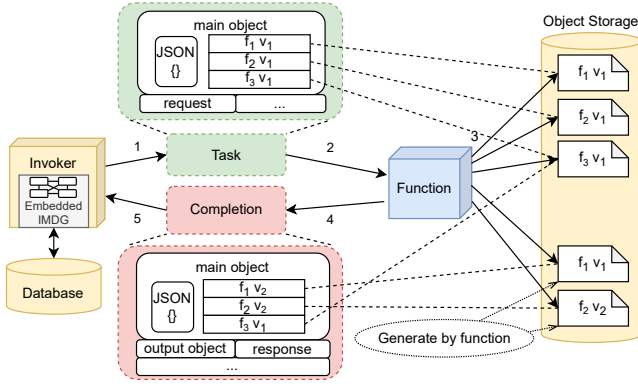 main object
JSON
{}
f1 v1
f2 v1
f3 v1
request
...
Object Storage
f1 v1
f2 v1
f3 v1
1
Task
2
3
Invoker
Embedded
IMDG
Function
5
Completion
4
Database
main object
JSON
{}
f1 v2
f2 v2
f3 v1
output object
response
...
f1 v1
f2 v2
Generate by function